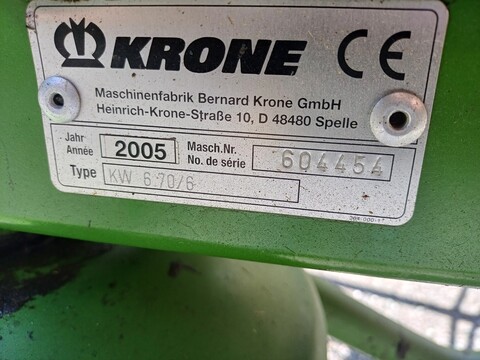 KRONE CE
Maschinenfabrik Bernard Krone GmbH
Heinrich-Krone-Straße 10, D 48480 Spelle
Jahr
Année 2005 Masch.Nr.
No. de série 604454
Type KW 6.70/6